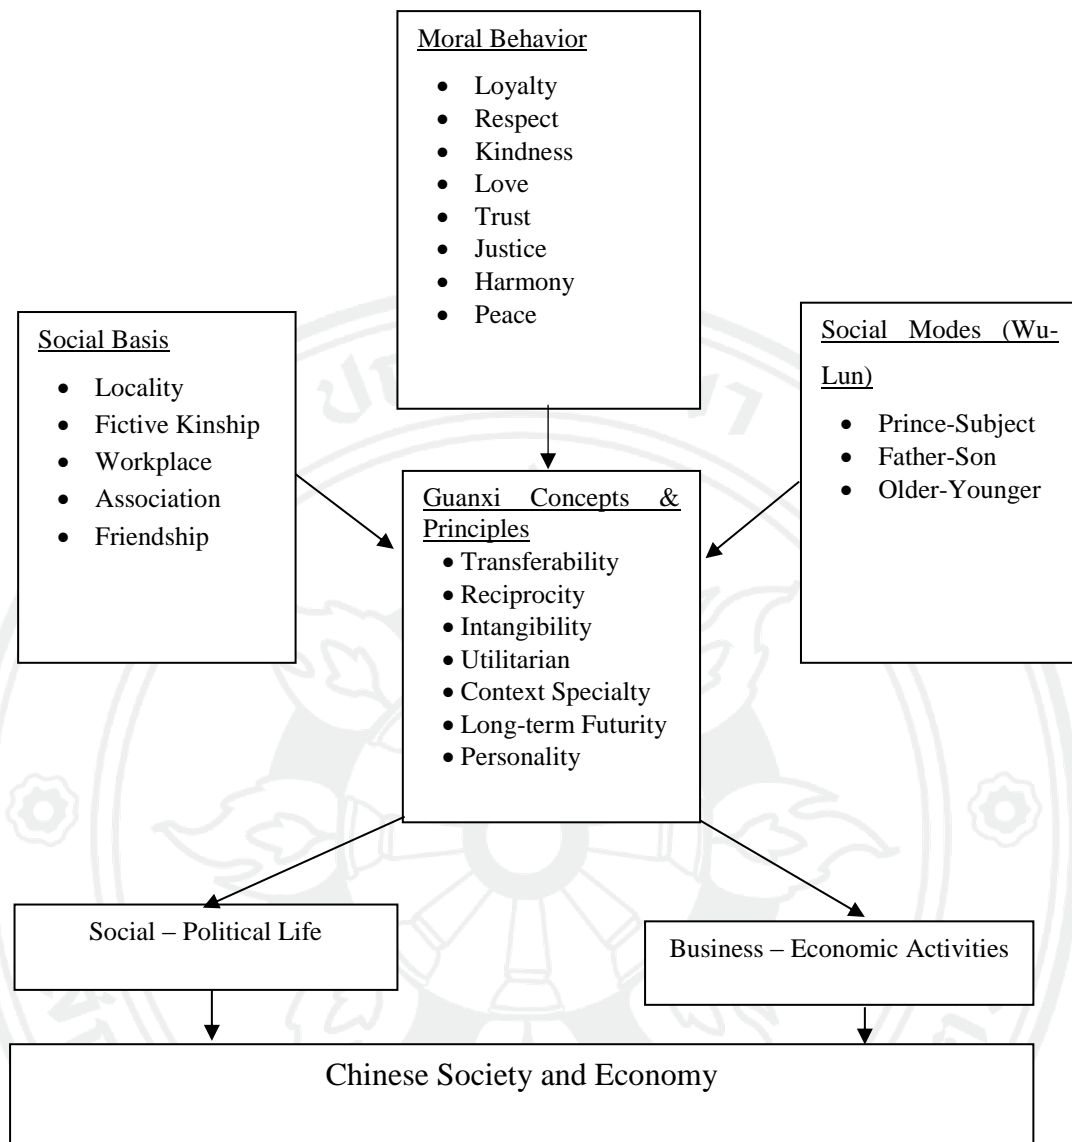 Moral Behavior
• Loyalty
• Respect
• Kindness
• Love
• Trust
• Justice
• Harmony
• Peace
Social Basis
• Locality
• Fictive Kinship
• Workplace
• Association
• Friendship
Social Modes (Wu-
Lun)
• Prince-Subject
• Father-Son
• Older-Younger
Guanxi Concepts &
Principles
• Transferability
• Reciprocity
• Intangibility
• Utilitarian
• Context Specialty
• Long-term Futurity
• Personality
Social – Political Life
Business – Economic Activities
Chinese Society and Economy